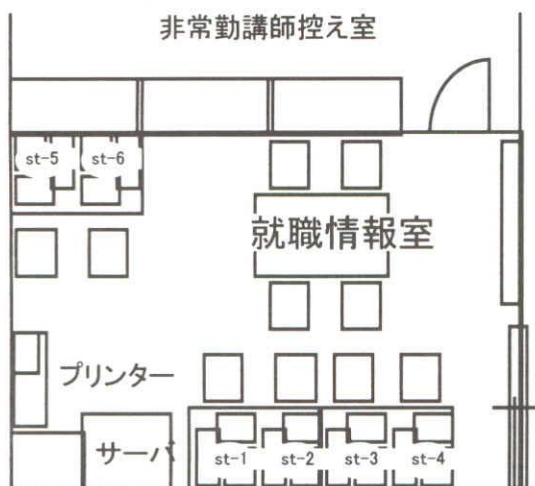 非常勤講師控え室
st-5
st-6
就職情報室
プリンター
サーバ
st-1
st-2
st-3
st-4